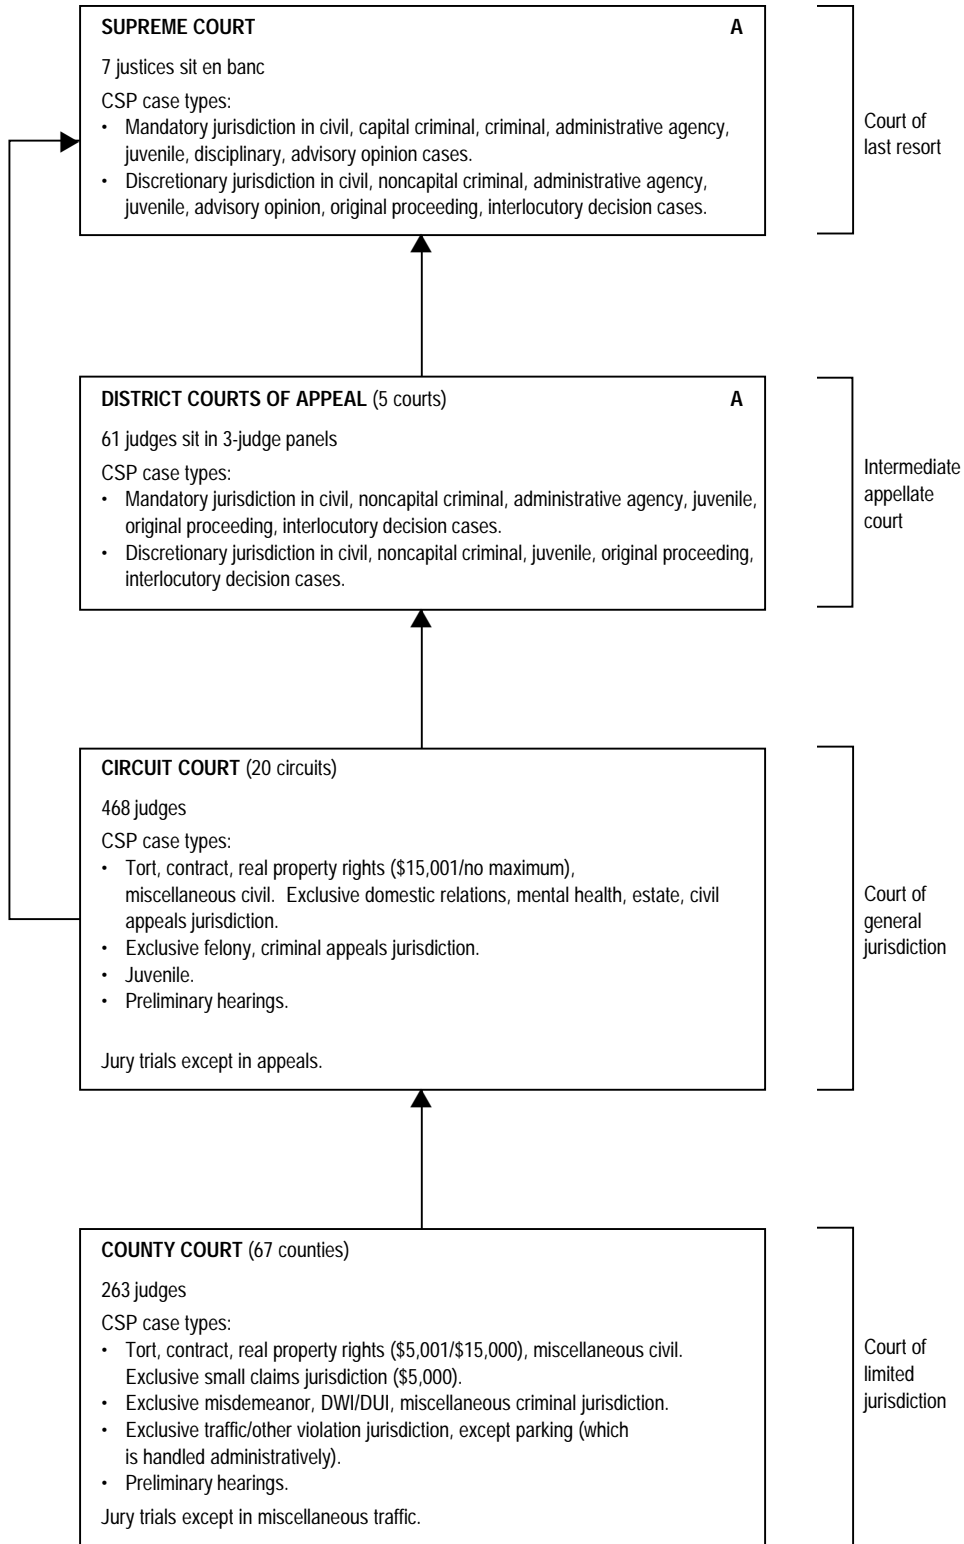 SUPREME COURT A
7 justices sit en banc
CSP case types:
• Mandatory jurisdiction in civil, capital criminal, criminal, administrative agency,
juvenile, disciplinary, advisory opinion cases.
• Discretionary jurisdiction in civil, noncapital criminal, administrative agency,
juvenile, advisory opinion, original proceeding, interlocutory decision cases.
Court of
last resort
DISTRICT COURTS OF APPEAL (5 courts) A
61 judges sit in 3-judge panels
CSP case types:
• Mandatory jurisdiction in civil, noncapital criminal, administrative agency, juvenile,
original proceeding, interlocutory decision cases.
• Discretionary jurisdiction in civil, noncapital criminal, juvenile, original proceeding,
interlocutory decision cases.
Intermediate
appellate
court
CIRCUIT COURT (20 circuits)
468 judges
CSP case types:
• Tort, contract, real property rights ($15,001/no maximum),
miscellaneous civil. Exclusive domestic relations, mental health, estate, civil
appeals jurisdiction.
• Exclusive felony, criminal appeals jurisdiction.
• Juvenile.
• Preliminary hearings.
Jury trials except in appeals.
Court of
general
jurisdiction
COUNTY COURT (67 counties)
263 judges
CSP case types:
• Tort, contract, real property rights ($5,001/$15,000), miscellaneous civil.
Exclusive small claims jurisdiction ($5,000).
• Exclusive misdemeanor, DWI/DUI, miscellaneous criminal jurisdiction.
• Exclusive traffic/other violation jurisdiction, except parking (which
is handled administratively).
• Preliminary hearings.
Jury trials except in miscellaneous traffic.
Court of
limited
jurisdiction